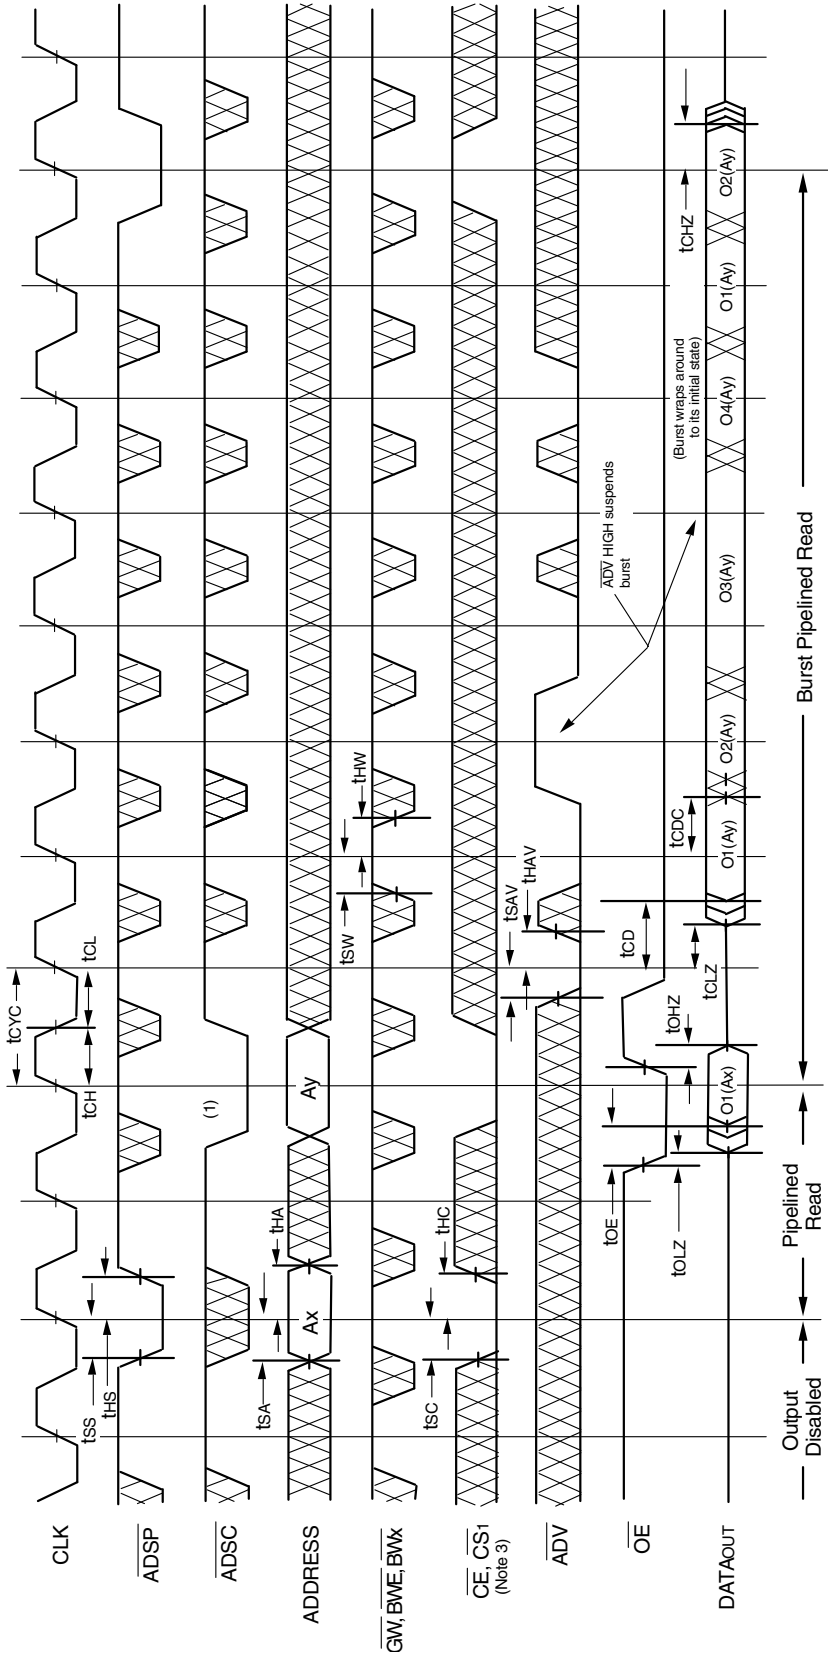 tCYC
tCH
tCL
tSS
tHS
CLK
ADSP
(1)
ADSC
tSA
tHA
Ax
Ay
ADDRESS
tSW
tHW
GW, BWE, BWx
tSC
tHC
CE, CS1
(Note 3)
tSAV
tHAV
ADV
ADV HIGH suspends
burst
tOE
tOHZ
tCD
OE
tOLZ
tCLZ
tCDC
tCHZ
(Burst wraps around
to its initial state)
O1(Ax)
O1(Ay)
O2(Ay)
O3(Ay)
O4(Ay)
O1(Ay)
O2(Ay)
DATAOUT
Output
Disabled
Pipelined
Read
Burst Pipelined Read